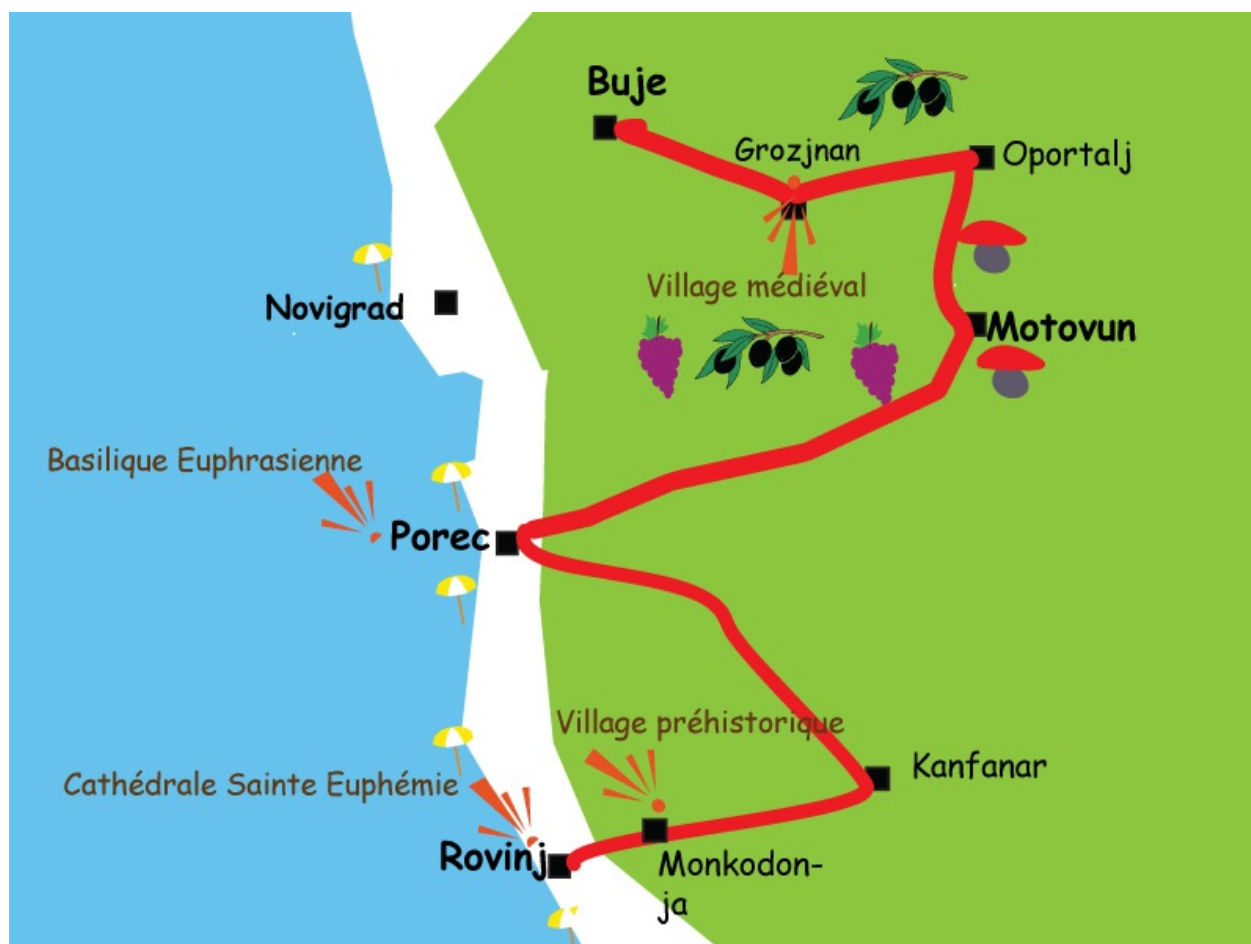 Buje
Grozjnan
Oportalj
Village médiéval
Novigrad
Motovun
Basilique Euphrasienne
Porec
Village préhistorique
Cathédrale Sainte Euphémie
Kanfanar
Rovinj
Monkodon-
ja